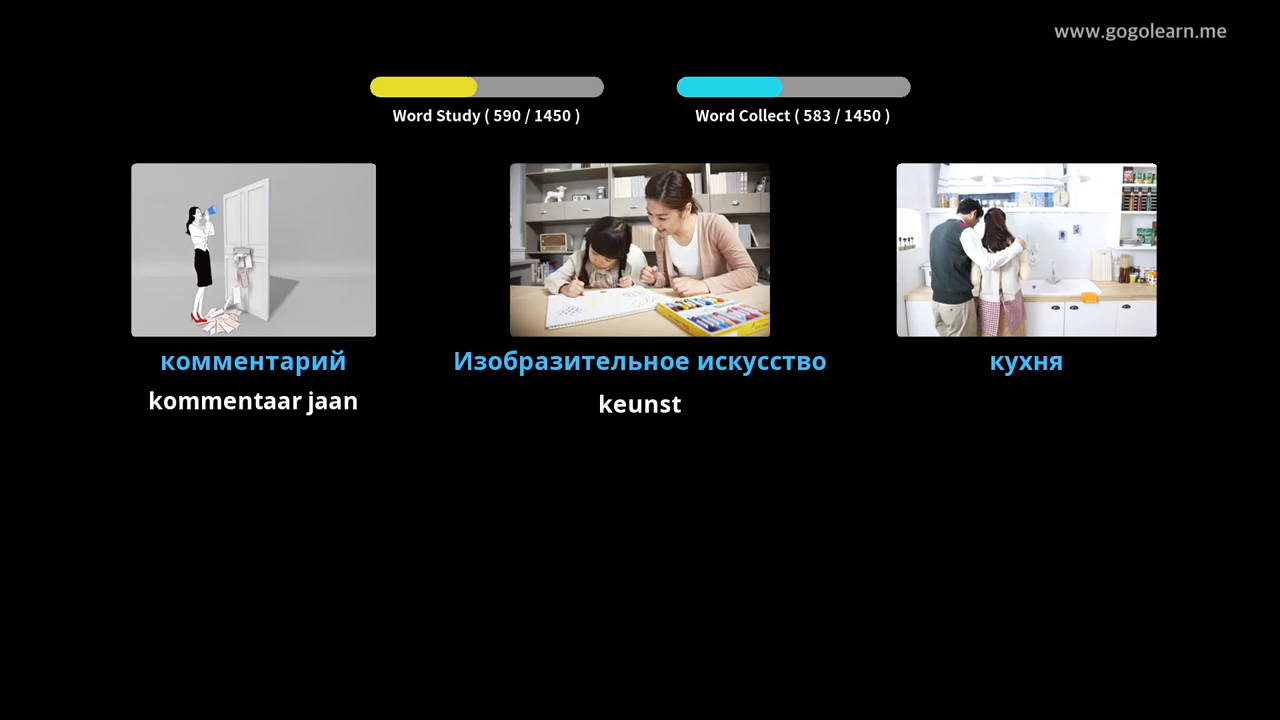 www.gogolearn.me
Word Study ( 590 / 1450 )
Word Collect ( 583 / 1450 )
комментарий
Изобразительное искусство
кухня
kommentaar jaan
keunst